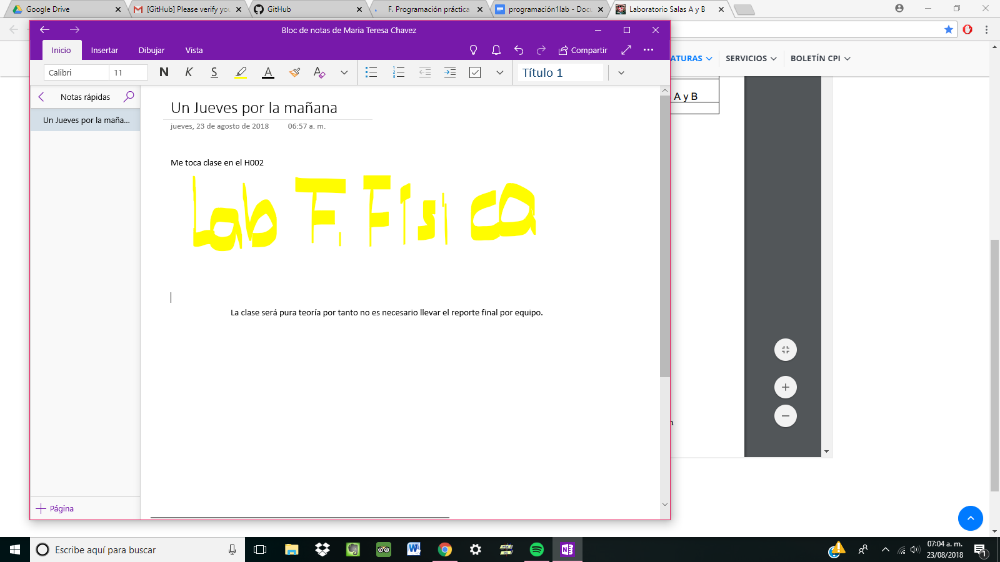 Google Drive
[GitHub] Please verify you
GitHub
F. Programación práctica
programación1lab - Docu
Laboratorio Salas A y B
Bloc de notas de Maria Teresa Chavez
Inicio
Insertar
Dibujar
Vista
Compartir
ATURAS
SERVICIOS
BOLETÍN CPI
Calibri
11
N
K
S
A
A
Título 1
Notas rápidas
A y B
Un Jueves por la maña...
Un Jueves por la mañana
jueves, 23 de agosto de 2018
06:57 a. m.
Me toca clase en el H002
Lab F. Física
La clase será pura teoría por tanto no es necesario llevar el reporte final por equipo.
Página
Escribe aquí para buscar
07:04 a. m.
23/08/2018
1